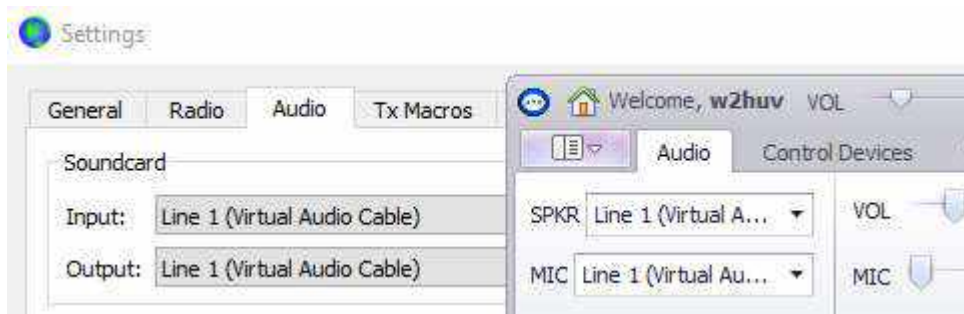 Settings
General Radio Audio Tx Macros
Soundcard
Input: Line 1 (Virtual Audio Cable)
Output: Line 1 (Virtual Audio Cable)
Welcome, w2huv VOL
Audio Control Devices
SPKR Line 1 (Virtual A... VOL
MIC Line 1 (Virtual Au... MIC